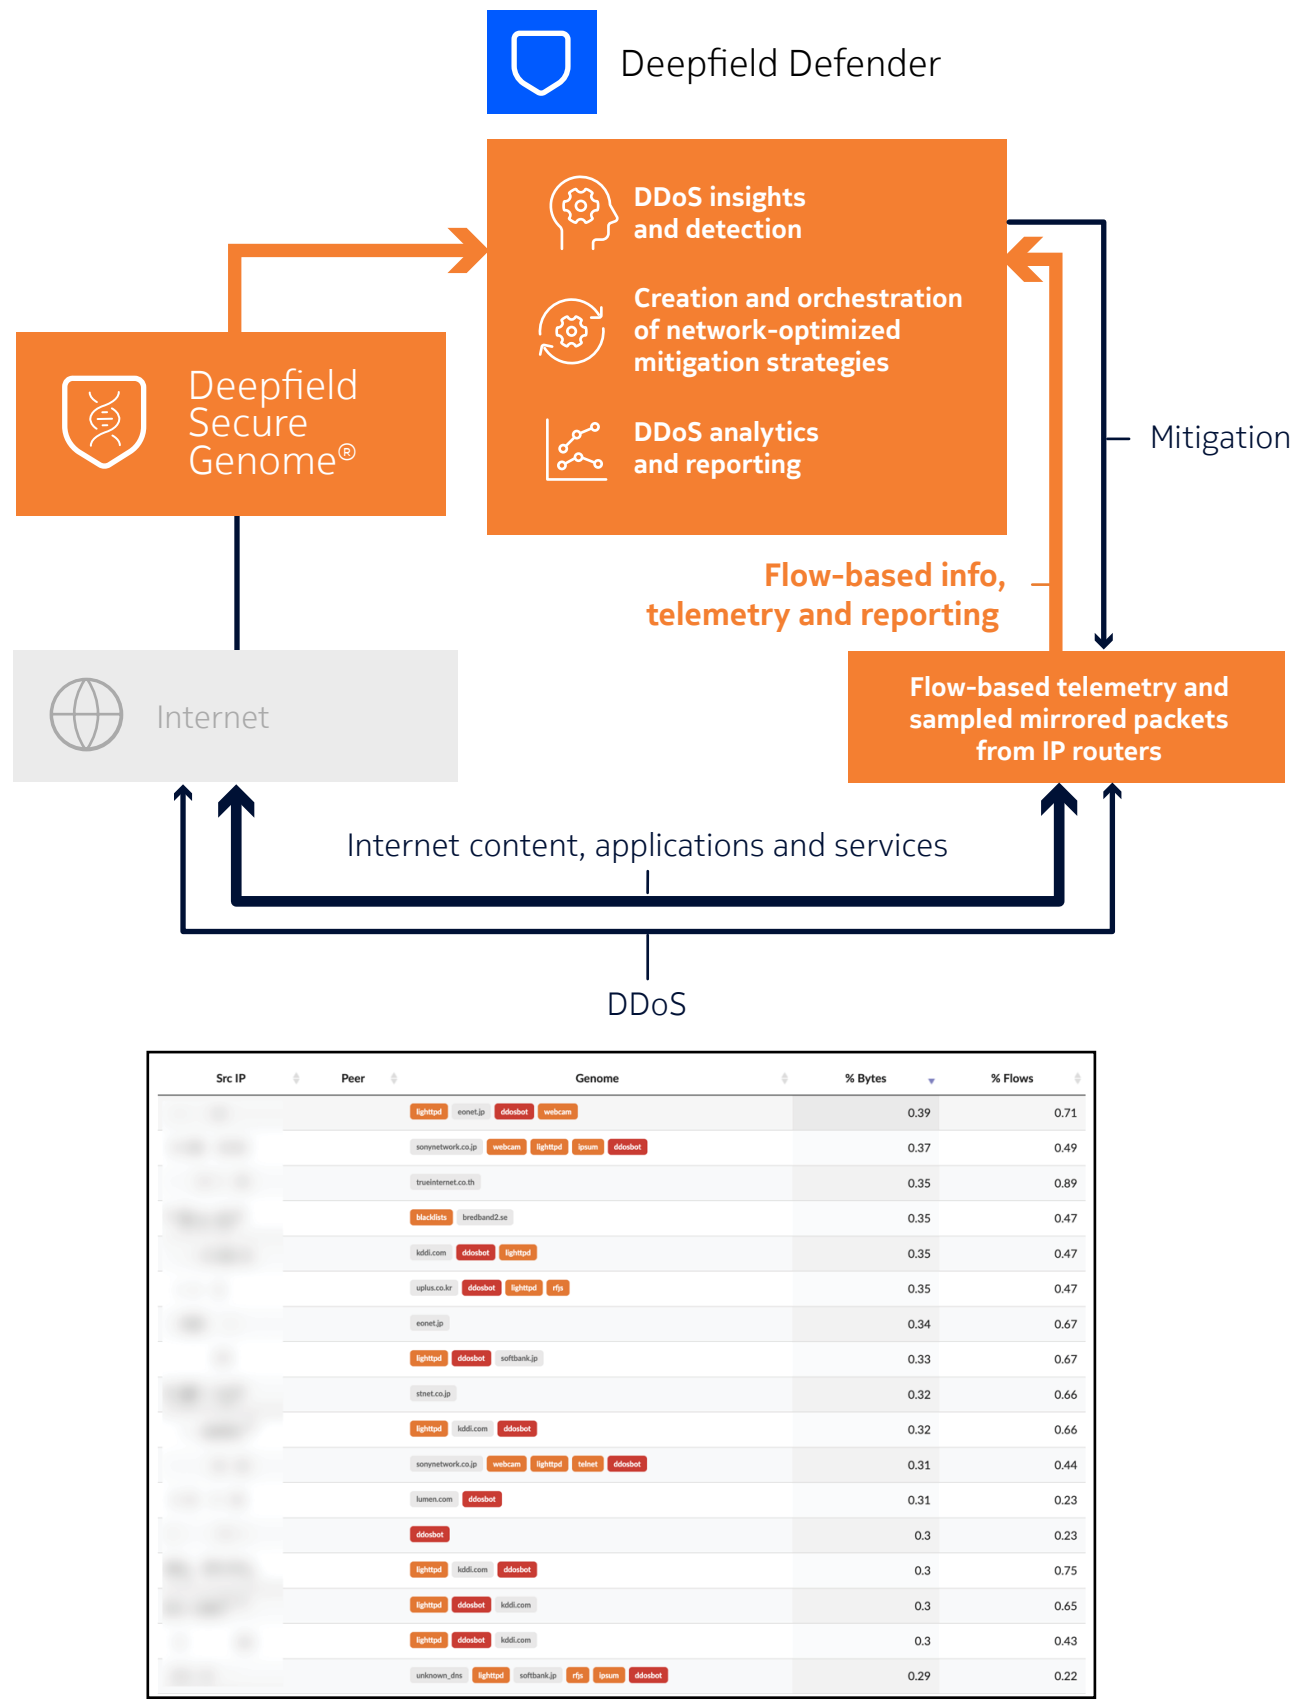 Deepfield Defender
DDoS insights
and detection
Creation and orchestration
of network-optimized
mitigation strategies
DDoS analytics
and reporting
Deepfield
Secure
Genome®
Mitigation
Flow-based info,
telemetry and reporting
Internet
Flow-based telemetry and
sampled mirrored packets
from IP routers
Internet content, applications and services
DDoS
Src IP Peer Genome % Bytes % Flows
lighttpd eonet.jp ddosbot webcam 0.39 0.71
sonynetwork.co.jp webcam lighttpd ipsum ddosbot 0.37 0.49
trueinternet.co.th 0.35 0.89
blacklists bredband2.se 0.35 0.47
kddi.com ddosbot lighttpd 0.35 0.47
uplus.co.kr ddosbot lighttpd rfjs 0.35 0.47
eonet.jp 0.34 0.67
lighttpd ddosbot softbank.jp 0.33 0.67
stnet.co.jp 0.32 0.66
lighttpd kddi.com ddosbot 0.32 0.66
sonynetwork.co.jp webcam lighttpd telnet ddosbot 0.31 0.44
lumen.com ddosbot 0.31 0.23
ddosbot 0.3 0.23
lighttpd kddi.com ddosbot 0.3 0.75
lighttpd ddosbot kddi.com 0.3 0.65
lighttpd ddosbot kddi.com 0.3 0.43
unknown_dns lighttpd softbank.jp rfjs ipsum ddosbot 0.29 0.22